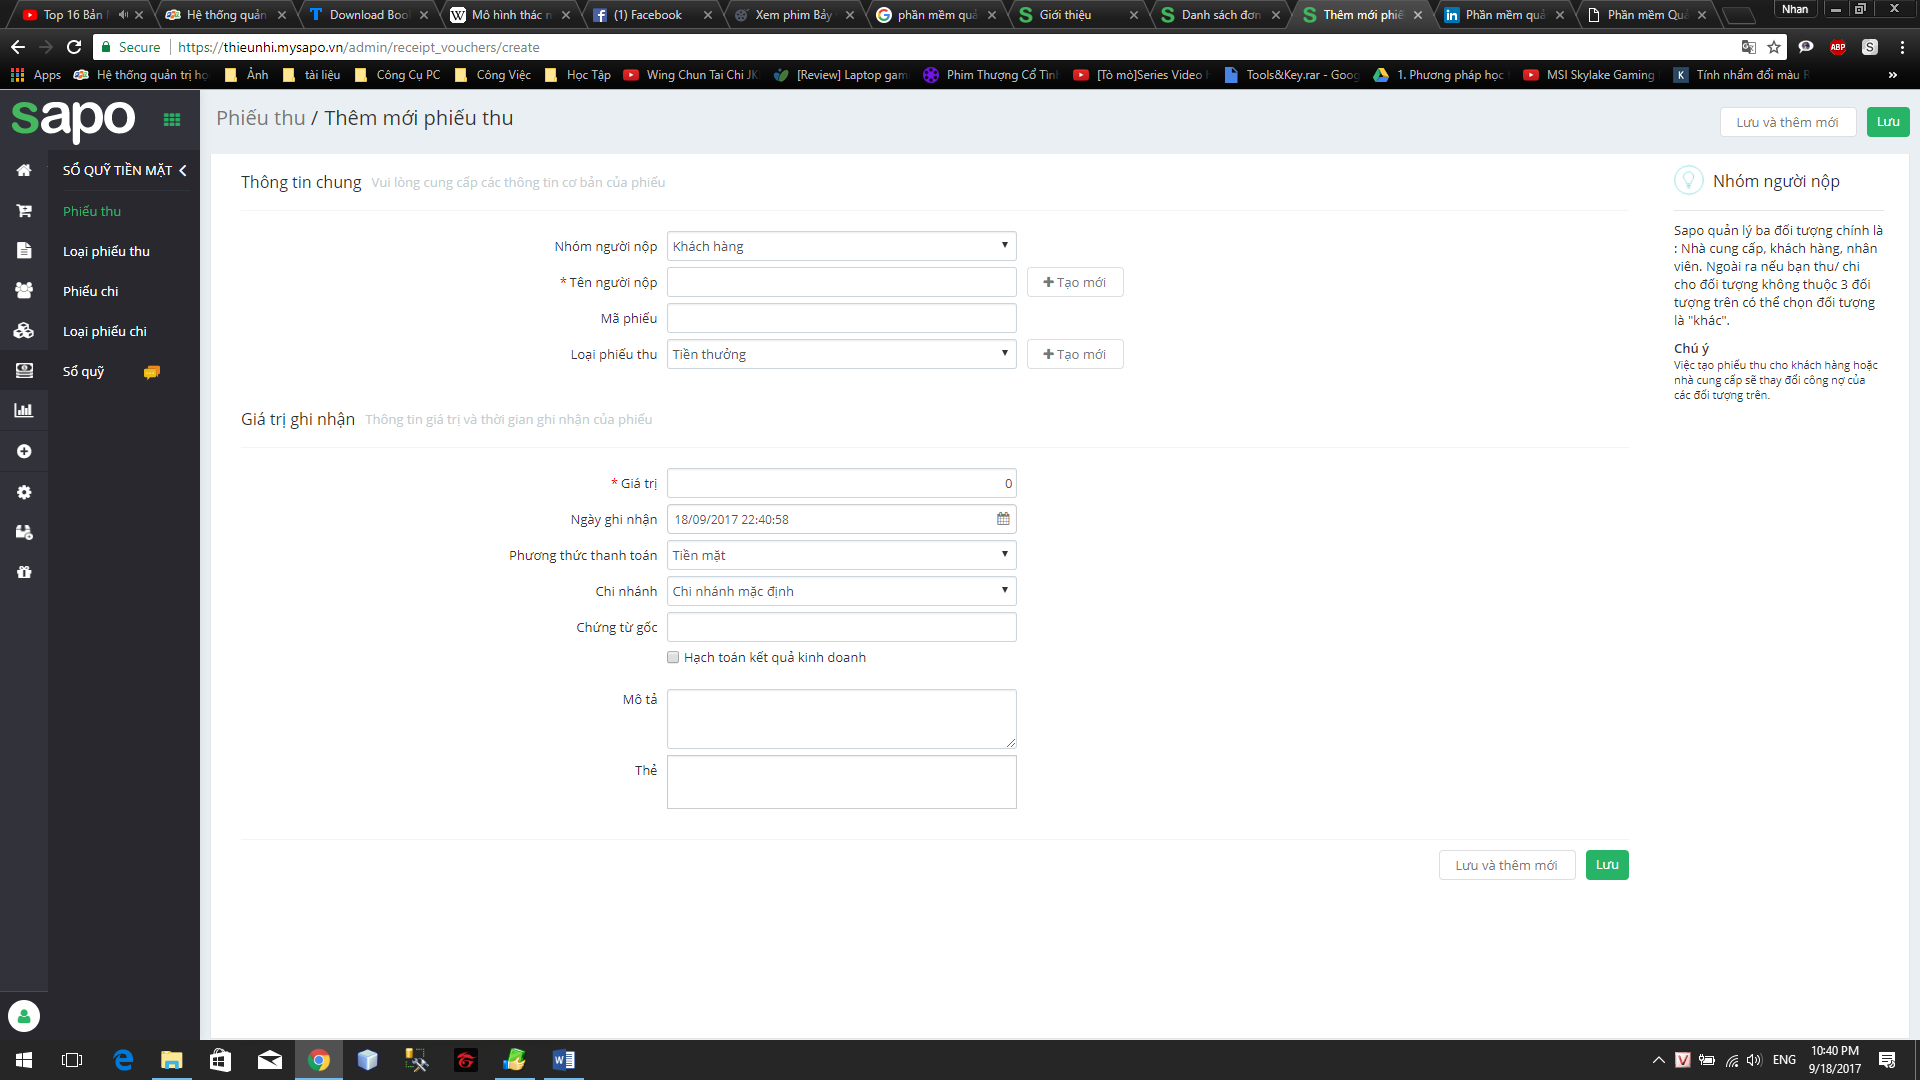 Top 16 Bản
Hệ thống quản
Download Boo
Mô hình thác n
(1) Facebook
Xem phim Bảy
phần mềm quả
Giới thiệu
Danh sách đơn
Thêm mới phiế
Phần mềm quả
Phần mềm Quả
Nhan
Secure
https://thieunhi.mysapo.vn/admin/receipt_vouchers/create
Apps
Hệ thống quản trị họ
Ảnh
tài liệu
Công Cụ PC
Công Việc
Học Tập
Wing Chun Tai Chi JK
[Review] Laptop gam
Phim Thượng Cổ Tìn
[Tò mò]Series Video
Tools&Key.rar - Goog
1. Phương pháp học
MSI Skylake Gaming
Tính nhẩm đổi màu
sapo
Phiếu thu / Thêm mới phiếu thu
Lưu và thêm mới
Lưu
SỔ QUỸ TIỀN MẶT
Phiếu thu
Loại phiếu thu
Phiếu chi
Loại phiếu chi
Sổ quỹ
Thông tin chung Vui lòng cung cấp các thông tin cơ bản của phiếu
Nhóm người nộp Khách hàng
* Tên người nộp
Tạo mới
Mã phiếu
Loại phiếu thu Tiền thưởng
Tạo mới
Giá trị ghi nhận Thông tin giá trị và thời gian ghi nhận của phiếu
* Giá trị 0
Ngày ghi nhận 18/09/2017 22:40:58
Phương thức thanh toán Tiền mặt
Chi nhánh Chi nhánh mặc định
Chứng từ gốc
Hạch toán kết quả kinh doanh
Mô tả
Thẻ
Lưu và thêm mới
Lưu
Nhóm người nộp
Sapo quản lý ba đối tượng chính là
: Nhà cung cấp, khách hàng, nhân
viên. Ngoài ra nếu bạn thu/ chi
cho đối tượng không thuộc 3 đối
tượng trên có thể chọn đối tượng
là "khác".
Chú ý
Việc tạo phiếu thu cho khách hàng hoặc
nhà cung cấp sẽ thay đổi công nợ của
các đối tượng trên.
ENG
10:40 PM
9/18/2017